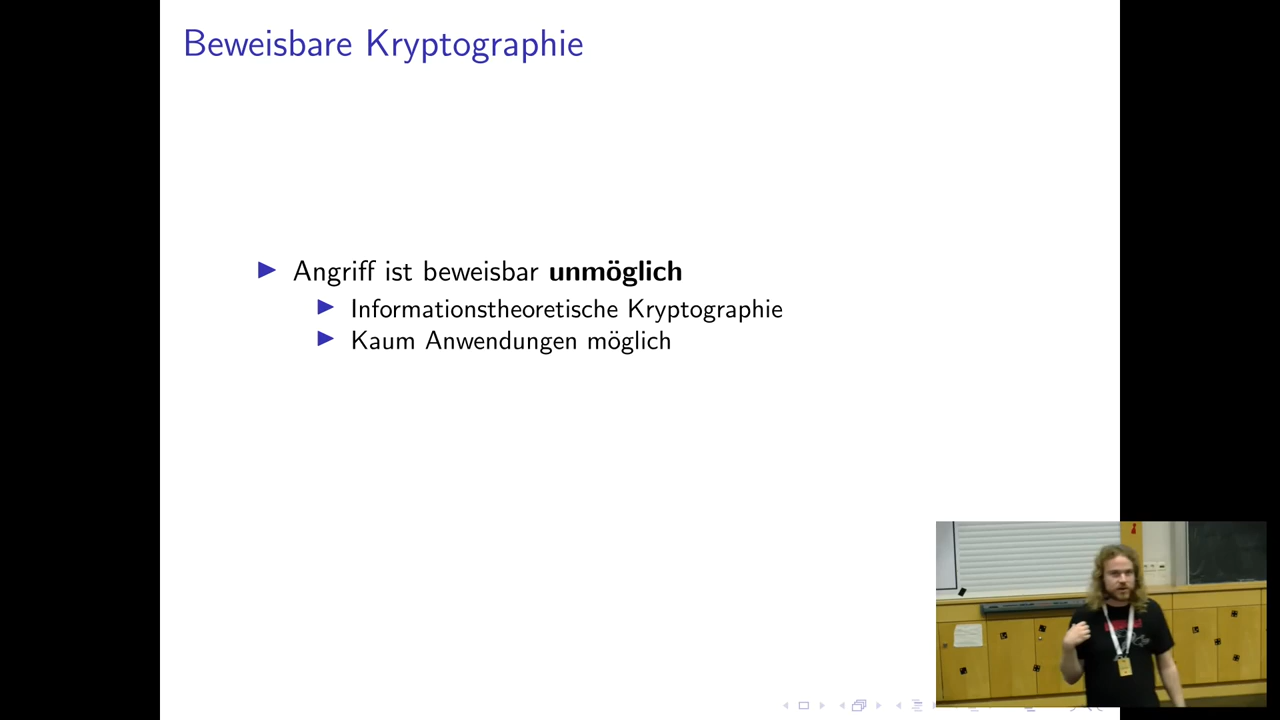 Beweisbare Kryptographie
Angriff ist beweisbar unmöglich
Informationstheoretische Kryptographie
Kaum Anwendungen möglich